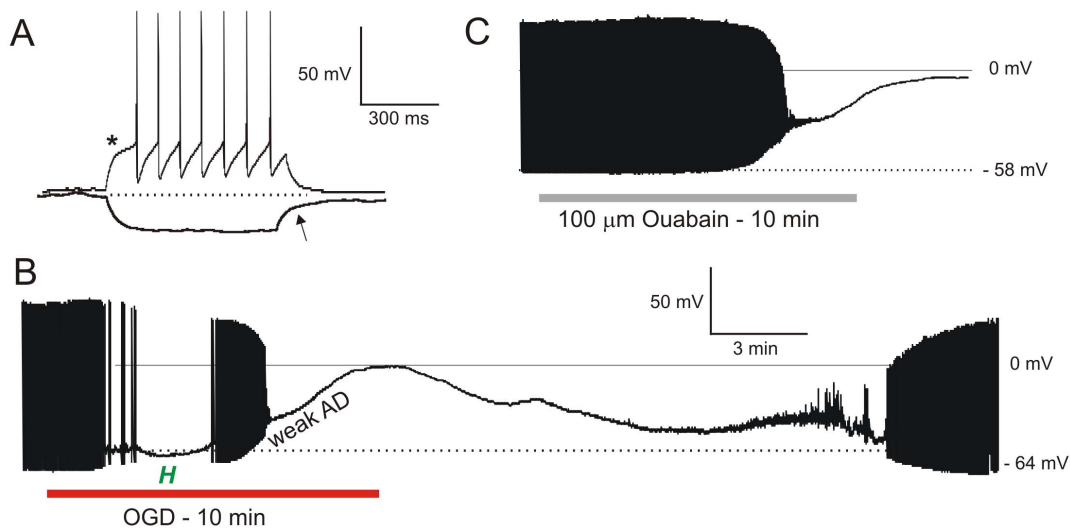 A
*
50 mV
300 ms
C
0 mV
- 58 mV
100 μm Ouabain - 10 min
B
50 mV
3 min
0 mV
weak AD
H
- 64 mV
OGD - 10 min